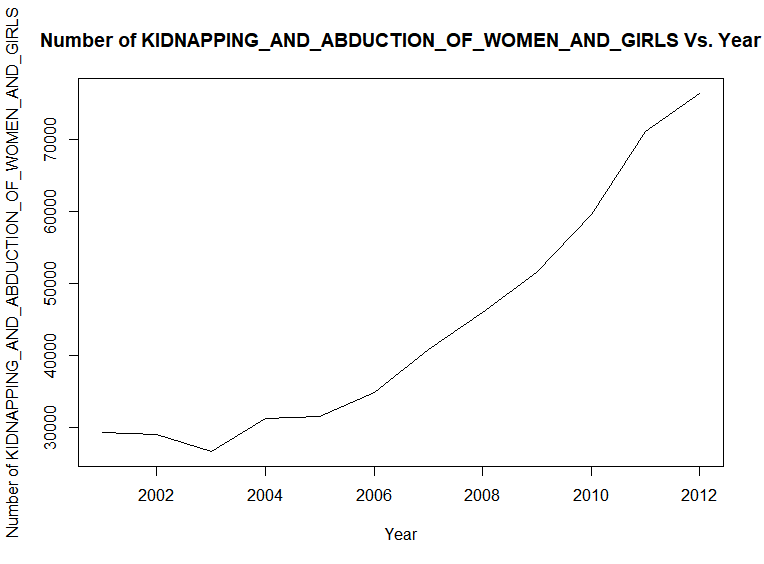 Number of KIDNAPPING_AND_ABDUCTION_OF_WOMEN_AND_GIRLS Vs. Year
Number of KIDNAPPING_AND_ABDUCTION_OF_WOMEN_AND_GIRLS
70000
60000
50000
40000
30000
2002 2004 2006 2008 2010 2012
Year